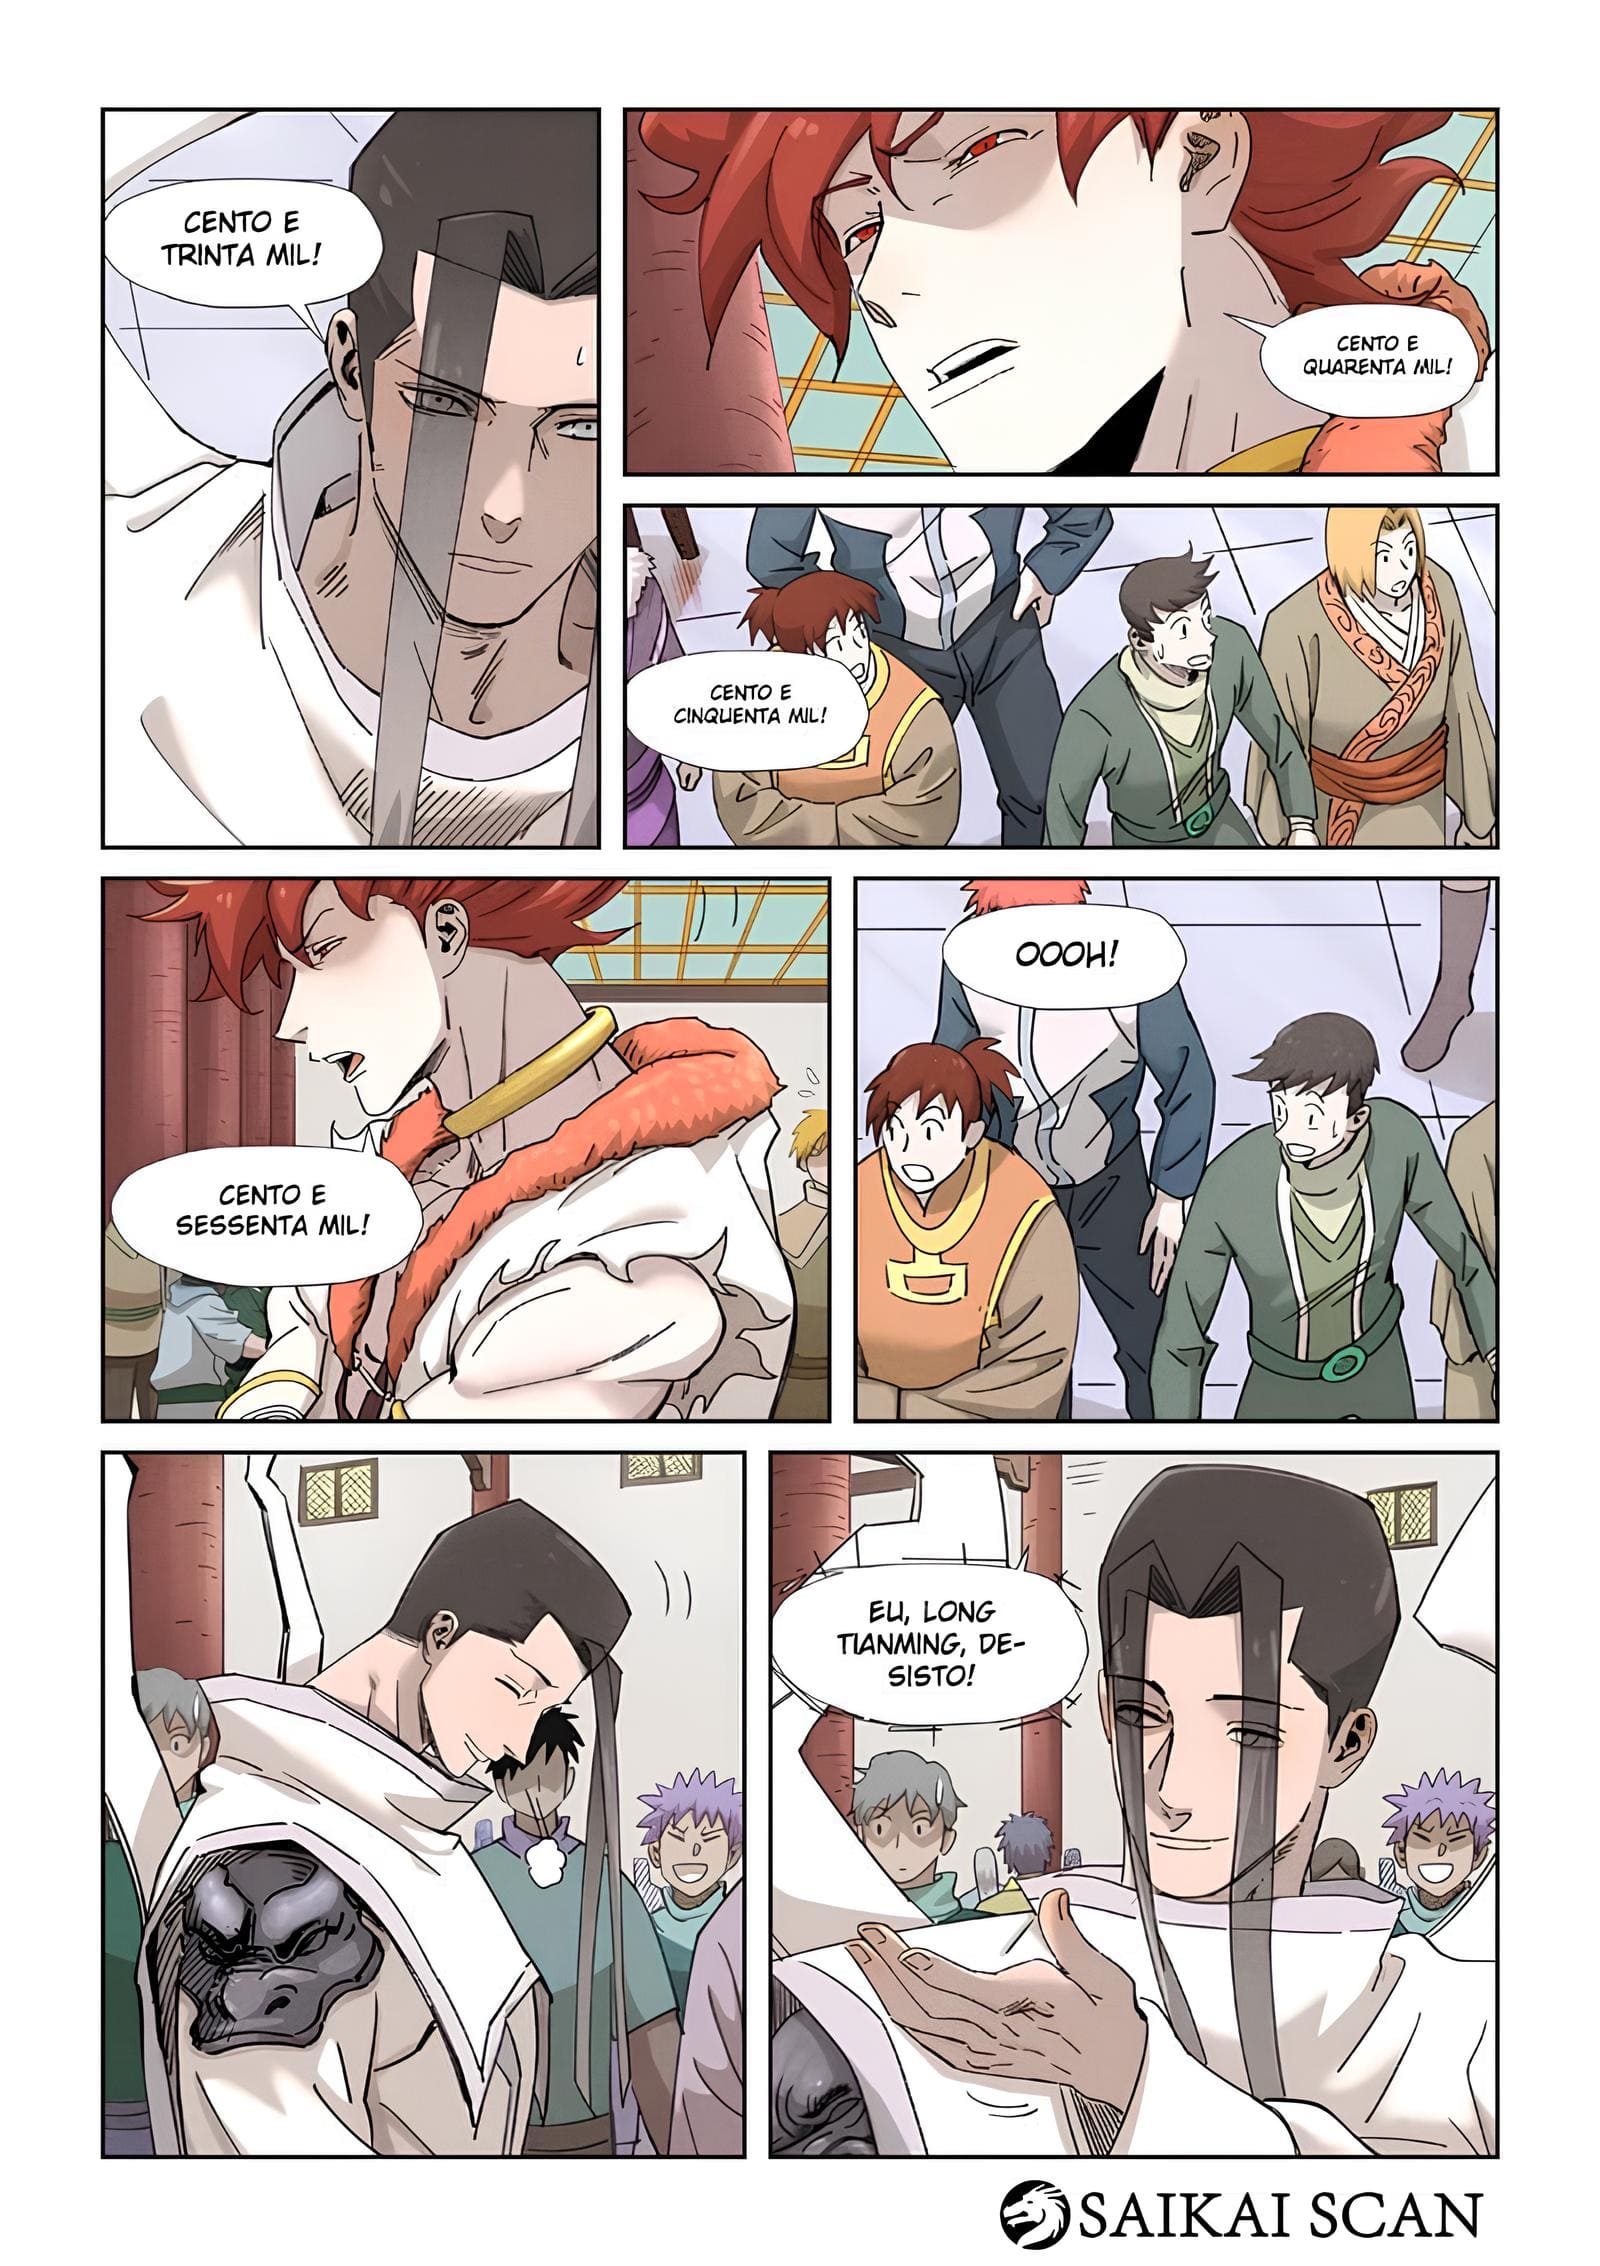 CENTO E
TRINTA MIL!
CENTO E
QUARENTA MIL!
CENTO E
CINQUENTA MIL!
CENTO E
SESSENTA MIL!
OOOH!
EU, LONG
TIANMING, DE-
SISTO!
SAIKAI SCAN